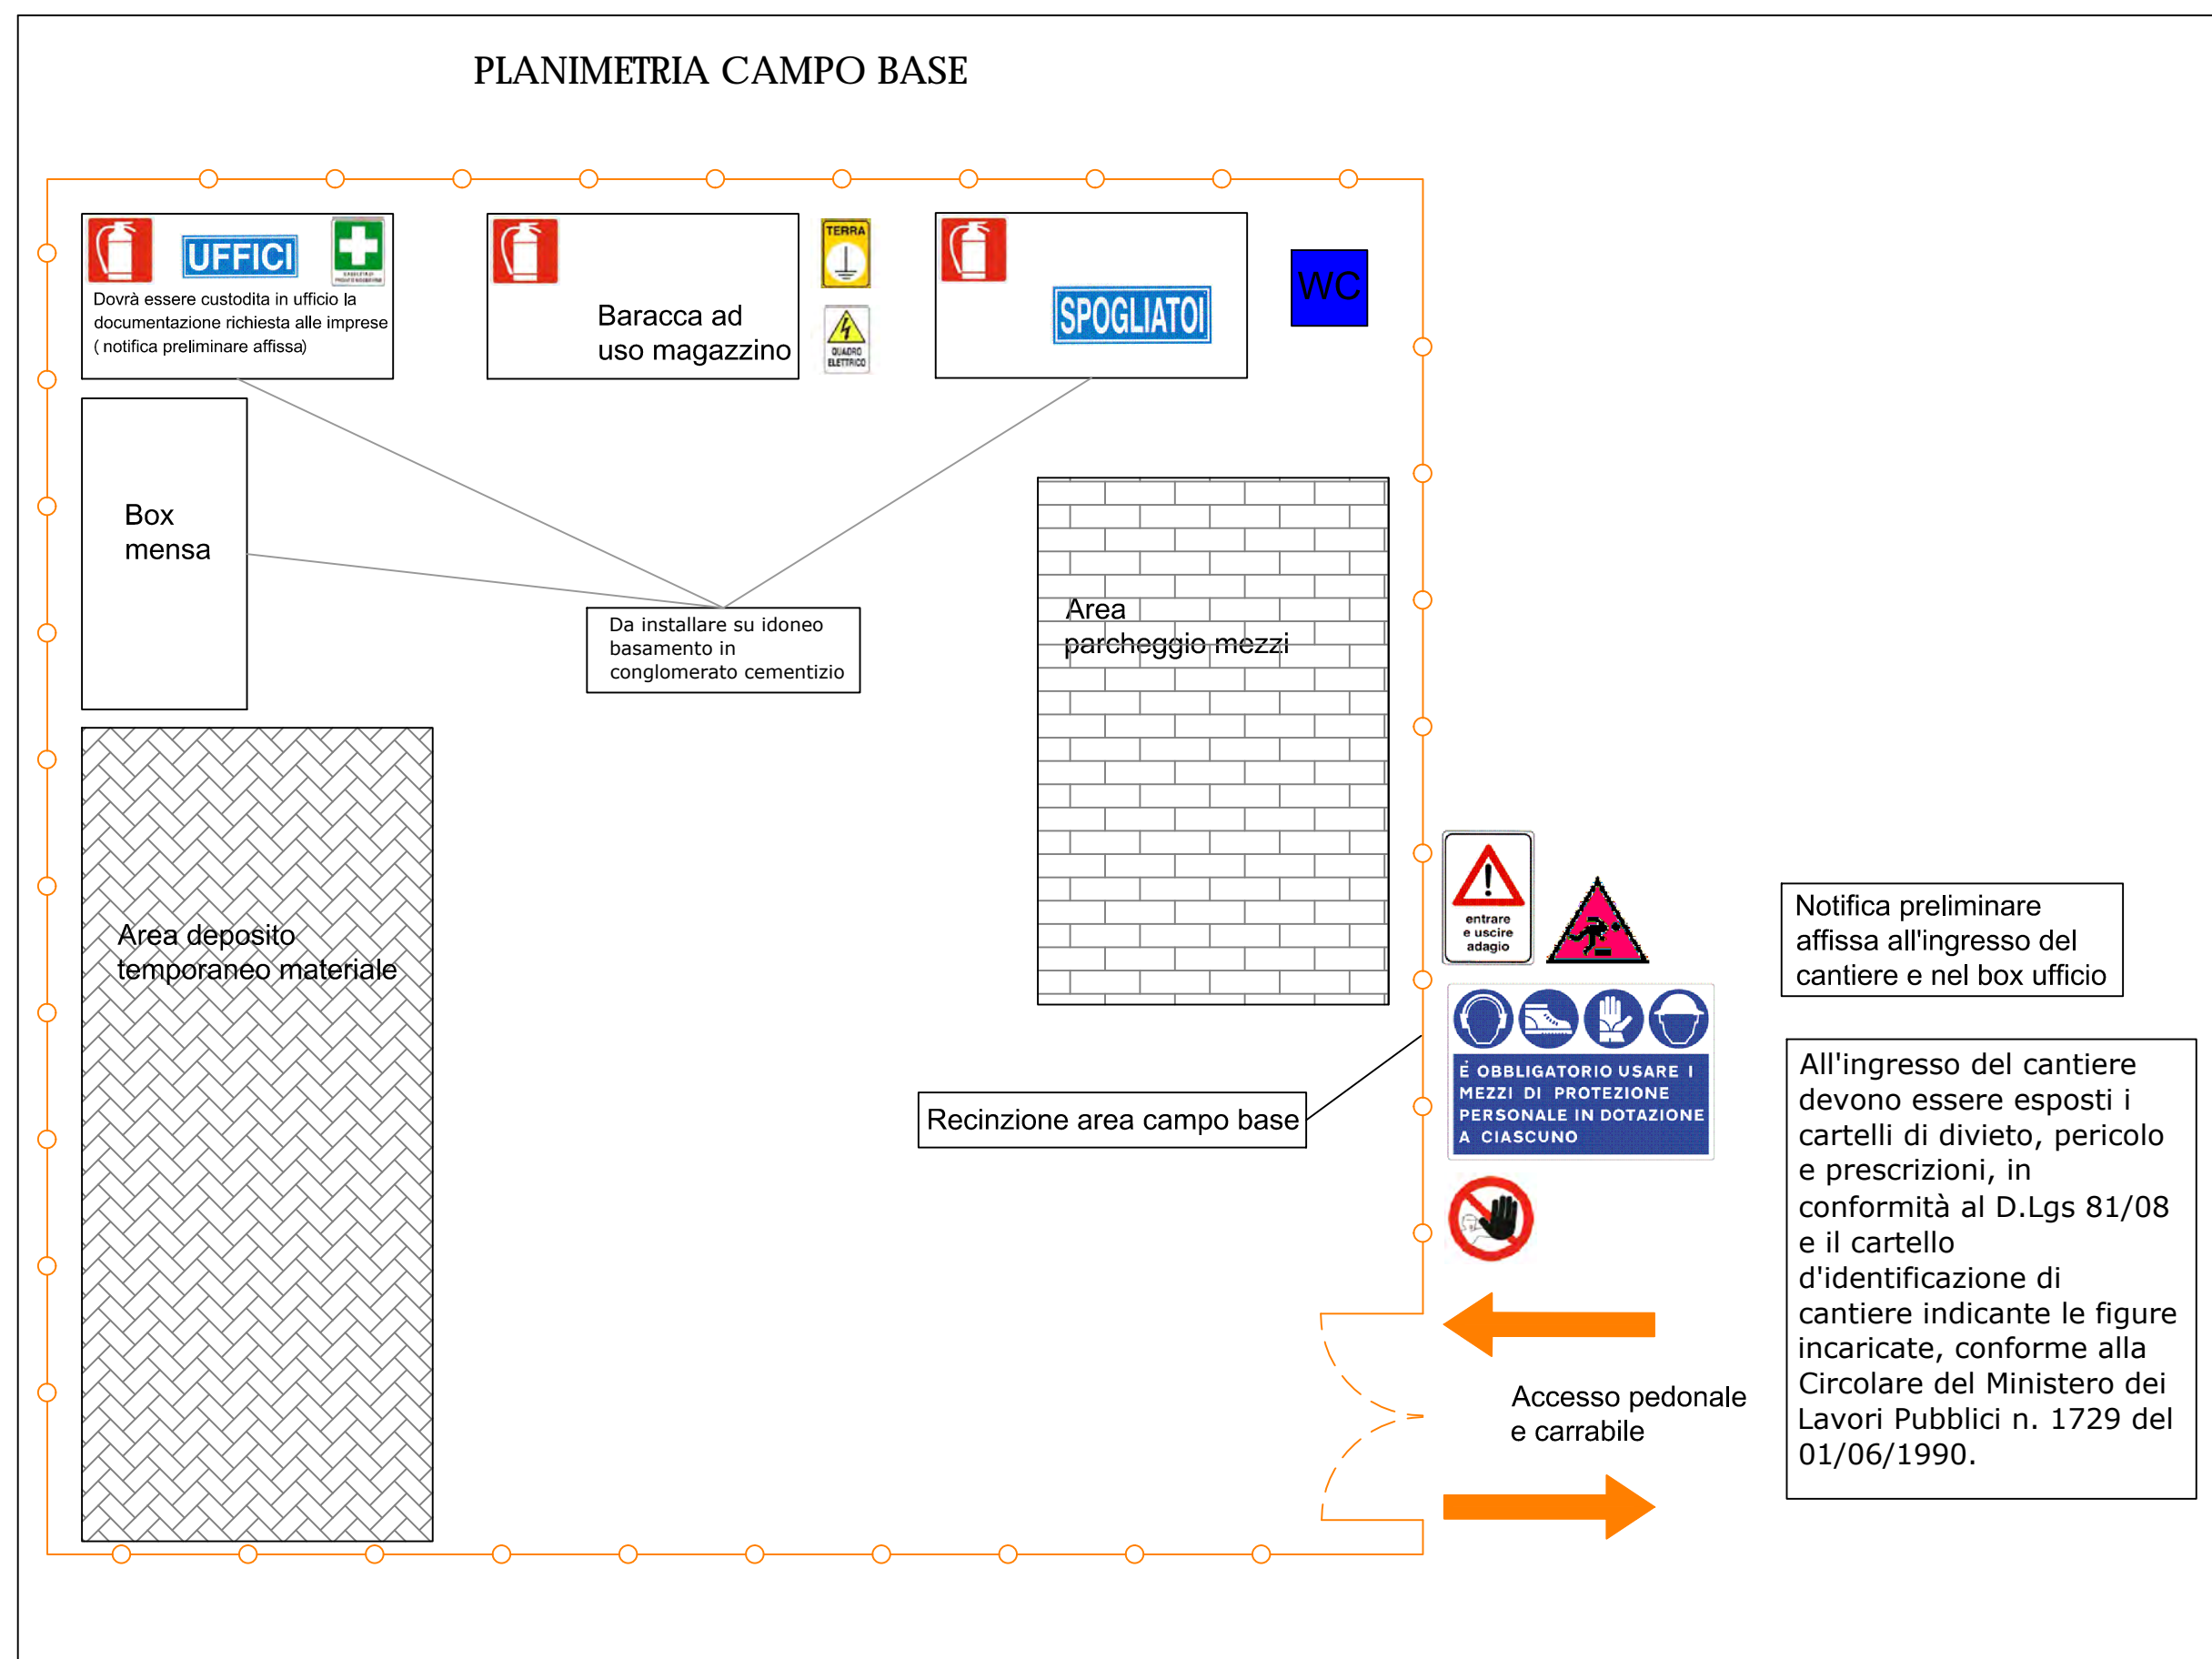 PLANIMETRIA CAMPO BASE
UFFICI
Dovrà essere custodita in ufficio la
documentazione richiesta alle imprese
( notifica preliminare affissa)
Baracca ad
uso magazzino
TERRA
QUADRO
ELETTRICO
SPOGLIATOI
WC
Box
mensa
Da installare su idoneo
basamento in
conglomerato cementizio
Area
parcheggio mezzi
Area deposito
temporaneo materiale
entrare
e uscire
adagio
Notifica preliminare
affissa all'ingresso del
cantiere e nel box ufficio
È OBBLIGATORIO USARE I
MEZZI DI PROTEZIONE
PERSONALE IN DOTAZIONE
A CIASCUNO
Recinzione area campo base
All'ingresso del cantiere
devono essere esposti i
cartelli di divieto, pericolo
e prescrizioni, in
conformità al D.Lgs 81/08
e il cartello
d'identificazione di
cantiere indicante le figure
incaricate, conforme alla
Circolare del Ministero dei
Lavori Pubblici n. 1729 del
01/06/1990.
Accesso pedonale
e carrabile